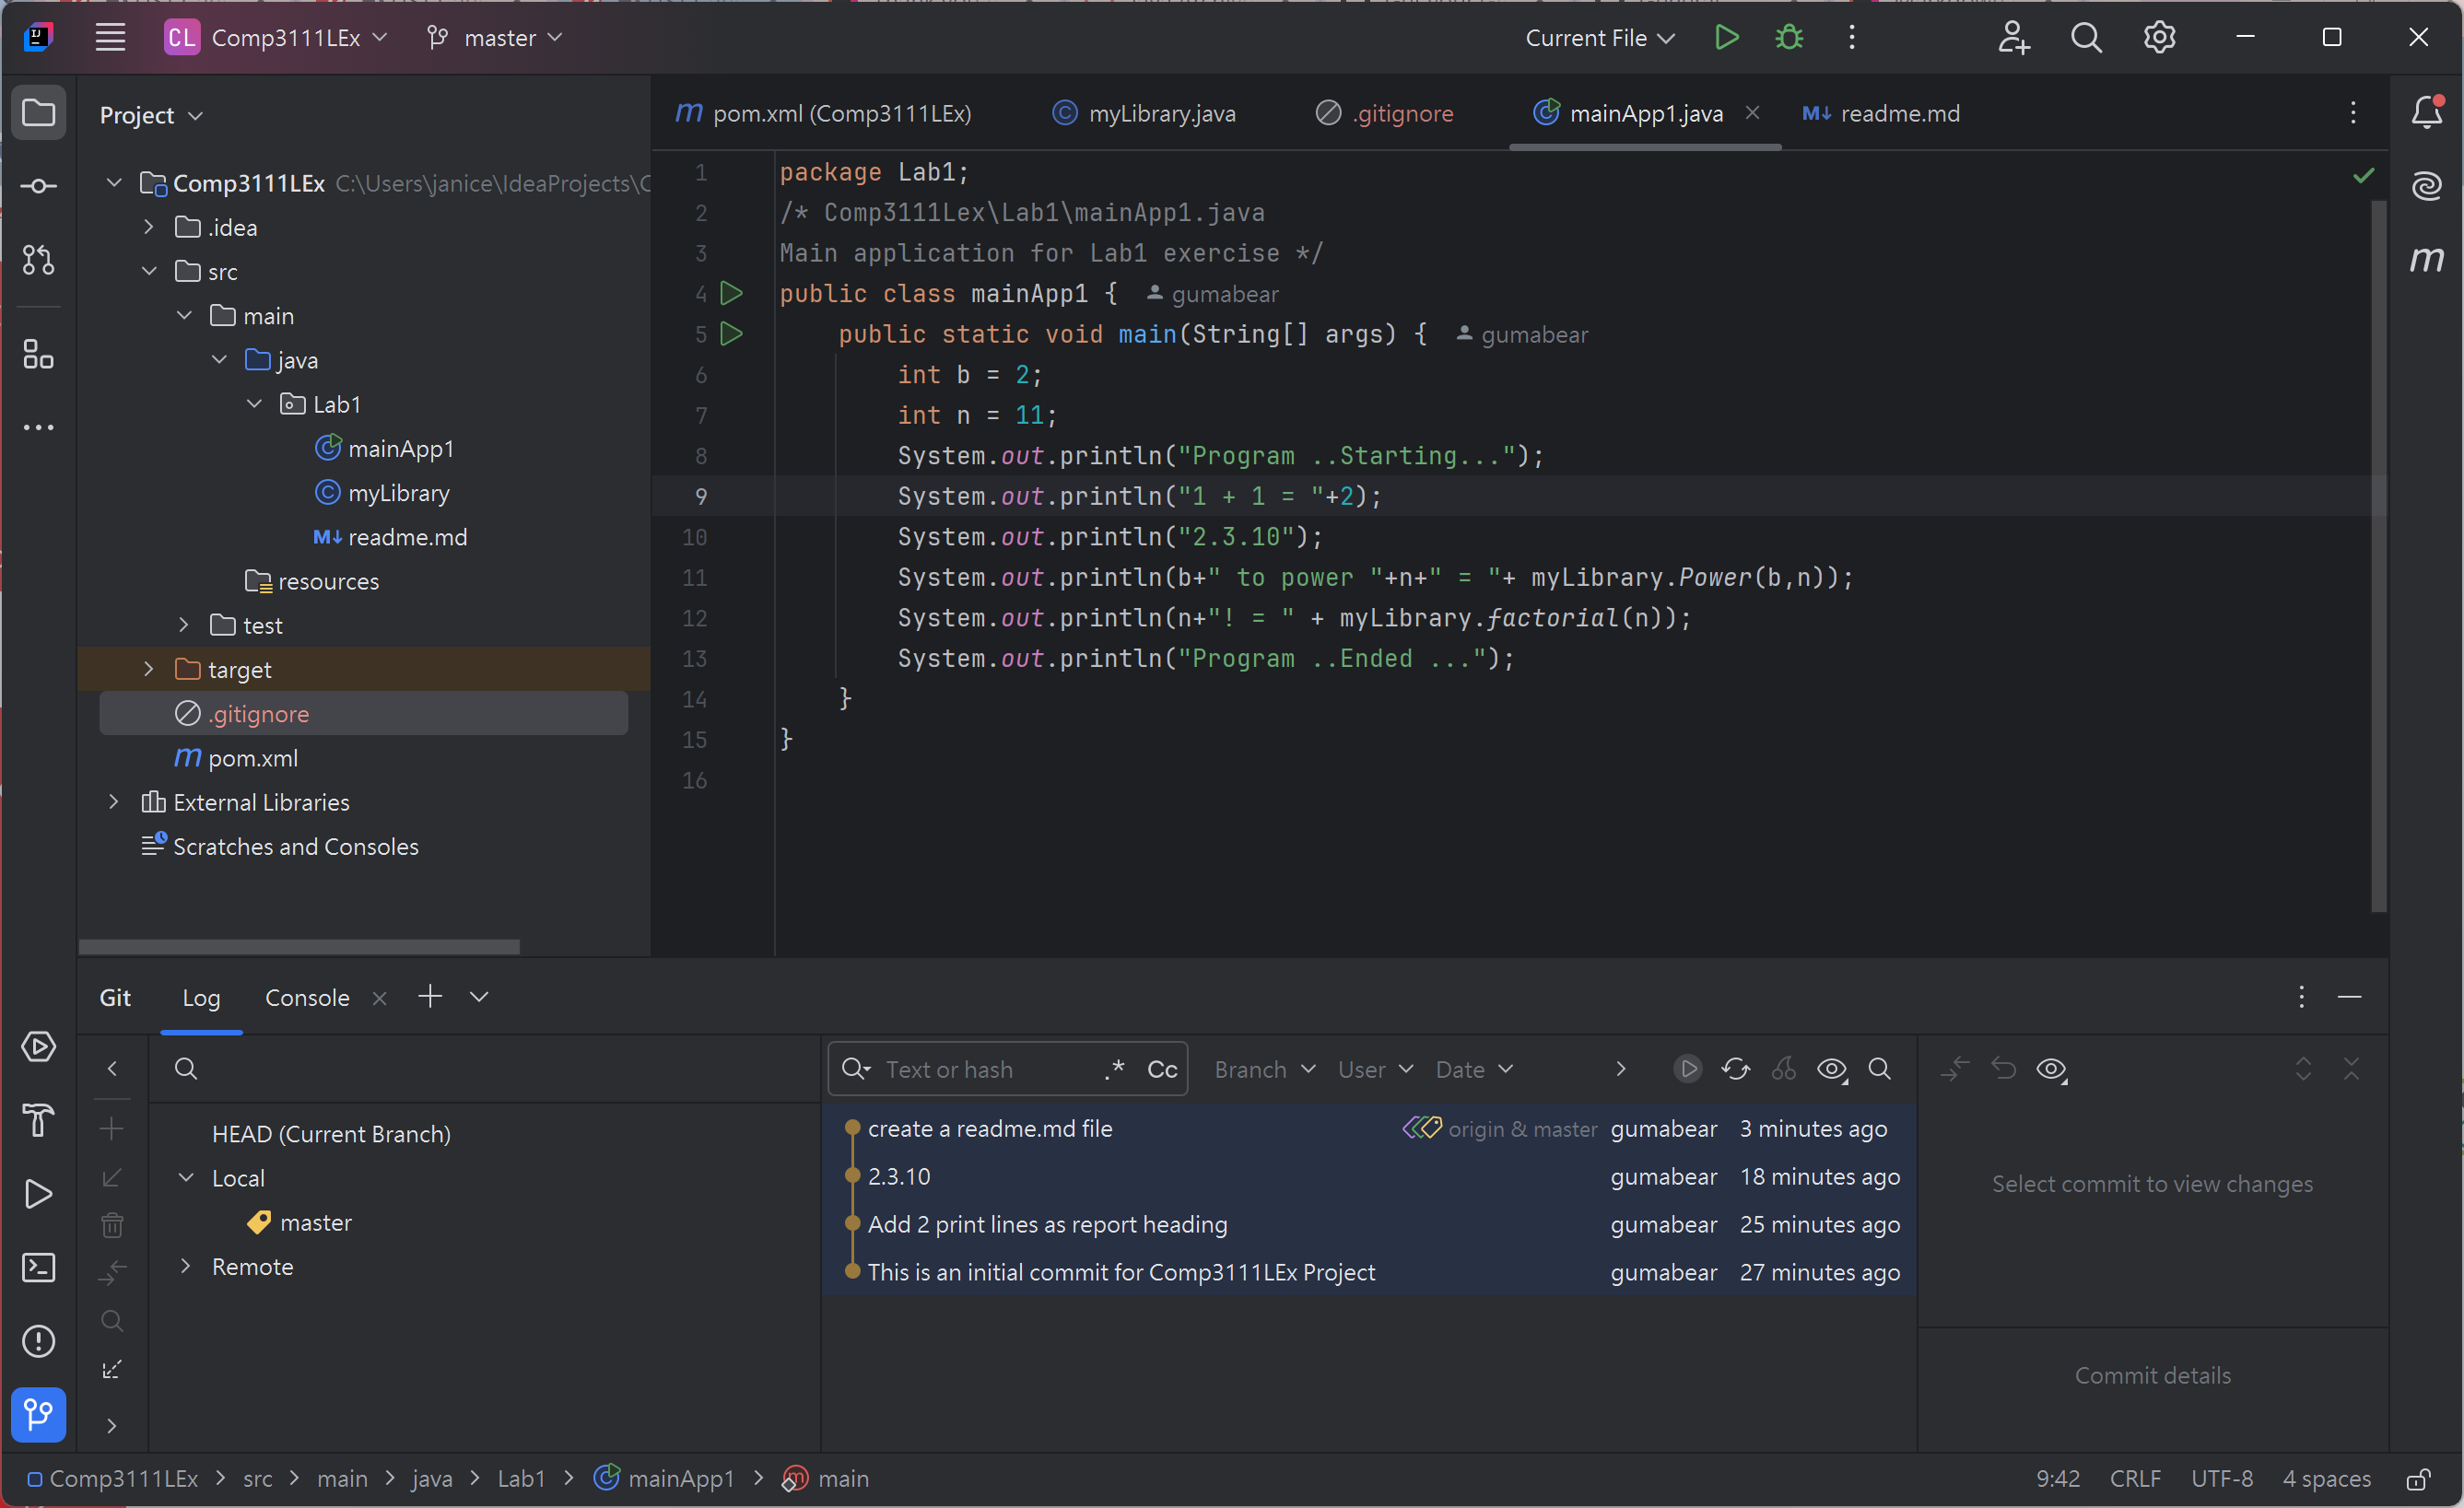 CL Comp3111LEx master Current File
Project
pom.xml (Comp3111LEx) myLibrary.java .gitignore mainApp1.java readme.md
Comp3111LEx C:\Users\janice\IdeaProjects\C
.idea
src
main
java
Lab1
mainApp1
myLibrary
M↓ readme.md
resources
test
target
.gitignore
m pom.xml
External Libraries
Scratches and Consoles
1 package Lab1;
2 /* Comp3111Lex\Lab1\mainApp1.java
3 Main application for Lab1 exercise */
4 public class mainApp1 { gumabear
5 public static void main(String[] args) { gumabear
6 int b = 2;
7 int n = 11;
8 System.out.println("Program ..Starting...");
9 System.out.println("1 + 1 = "+2);
10 System.out.println("2.3.10");
11 System.out.println(b+" to power "+n+" = "+ myLibrary.Power(b,n));
12 System.out.println(n+"! = " + myLibrary.factorial(n));
13 System.out.println("Program ..Ended ...");
14 }
15 }
16
Git Log Console
Text or hash .* Cc Branch User Date
HEAD (Current Branch)
Local
master
Remote
create a readme.md file origin & master gumabear 3 minutes ago
2.3.10 gumabear 18 minutes ago
Add 2 print lines as report heading gumabear 25 minutes ago
This is an initial commit for Comp3111LEx Project gumabear 27 minutes ago
Select commit to view changes
Commit details
Comp3111LEx > src > main > java > Lab1 > mainApp1 > main 9:42 CRLF UTF-8 4 spaces